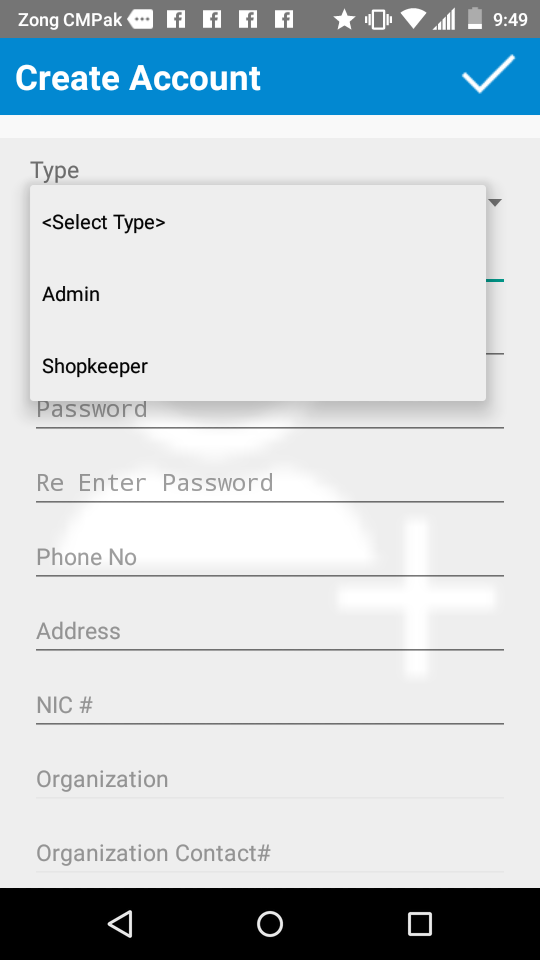 Zong CMPak 9:49
Create Account
Type
<Select Type>
Admin
Shopkeeper
Password
Re Enter Password
Phone No
Address
NIC #
Organization
Organization Contact#